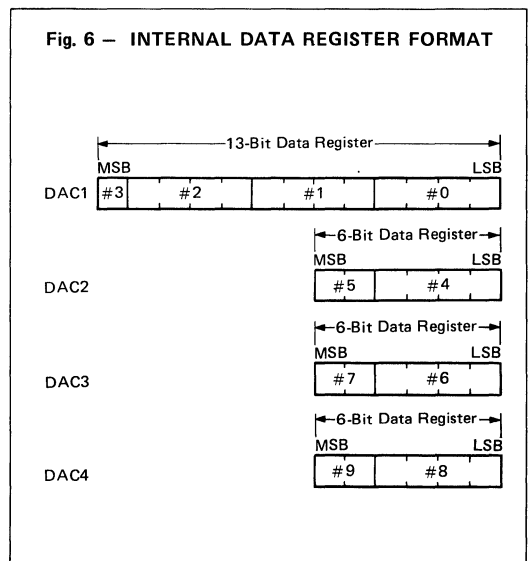 Fig. 6 — INTERNAL DATA REGISTER FORMAT
13-Bit Data Register
MSB LSB
DAC1 #3 #2 #1 #0
6-Bit Data Register
MSB LSB
DAC2 #5 #4
6-Bit Data Register
MSB LSB
DAC3 #7 #6
6-Bit Data Register
MSB LSB
DAC4 #9 #8